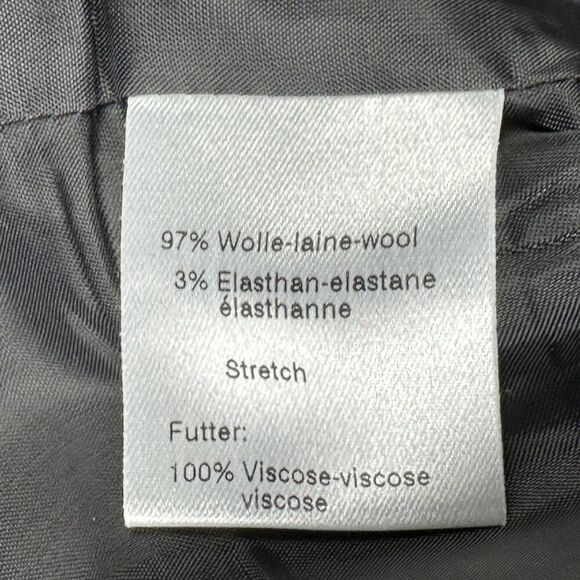 97% Wolle-laine-wool
3% Elasthan-elastane
élasthanne
Stretch
Futter:
100% Viscose-viscose
viscose